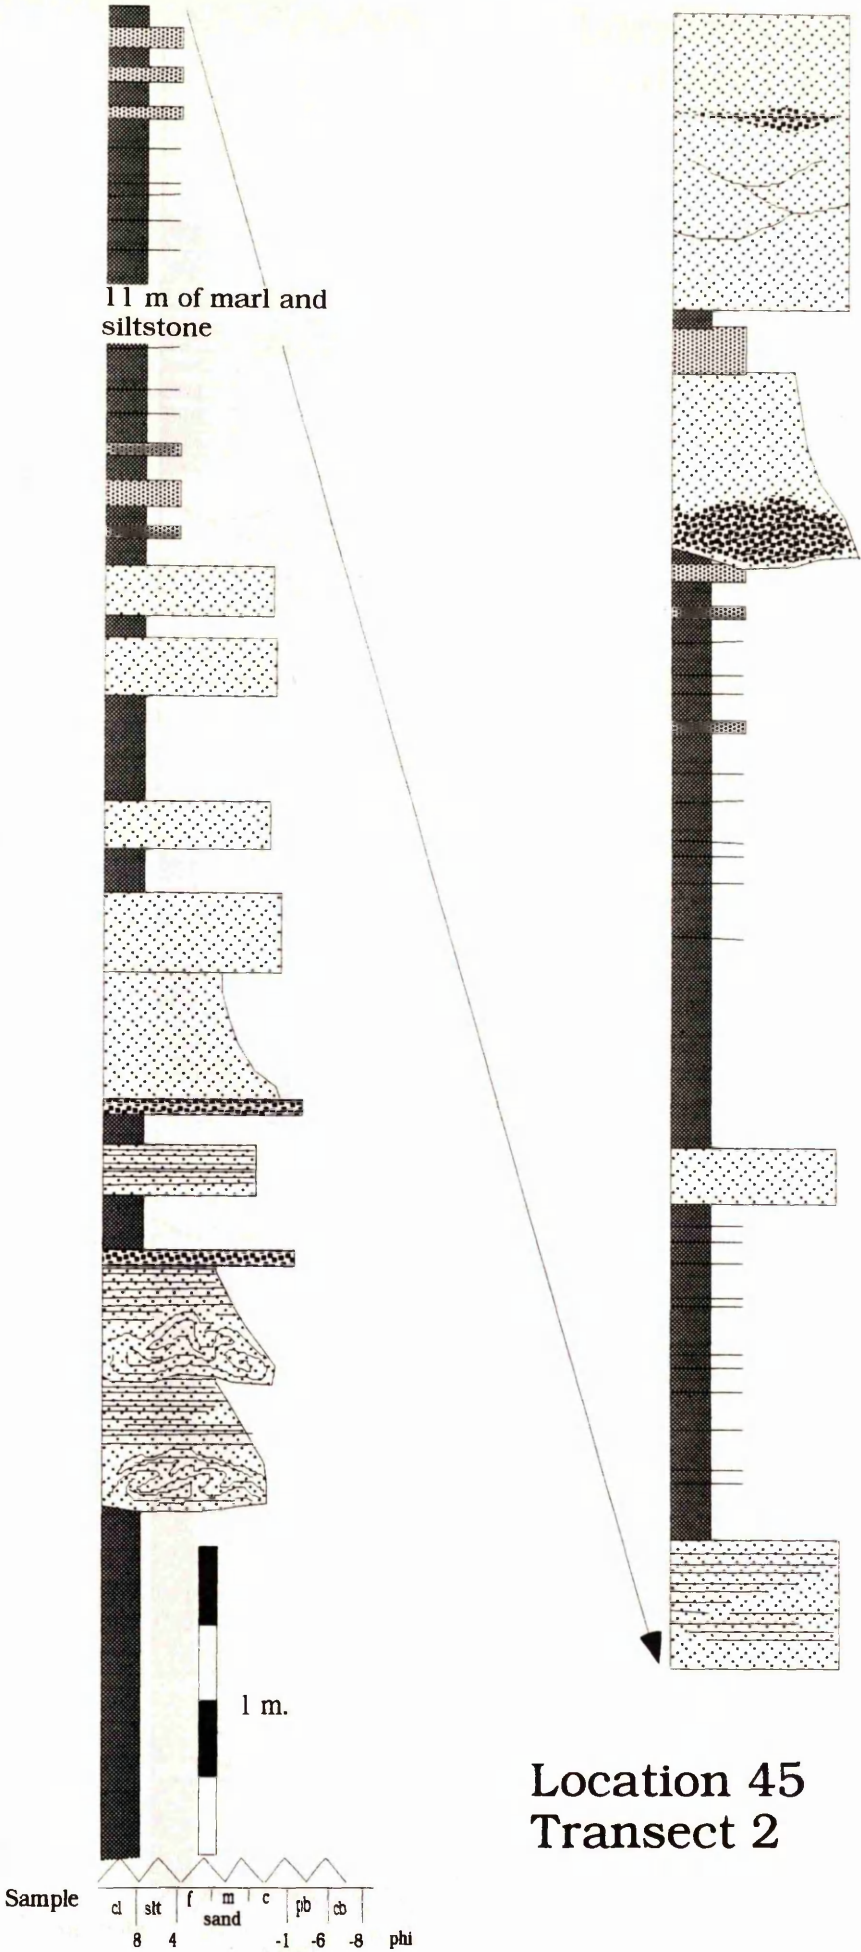 11 m of marl and
siltstone
1 m.
Location 45
Transect 2
Sample cl slt f m c pb cb
sand
8 4 -1 -6 -8 phi